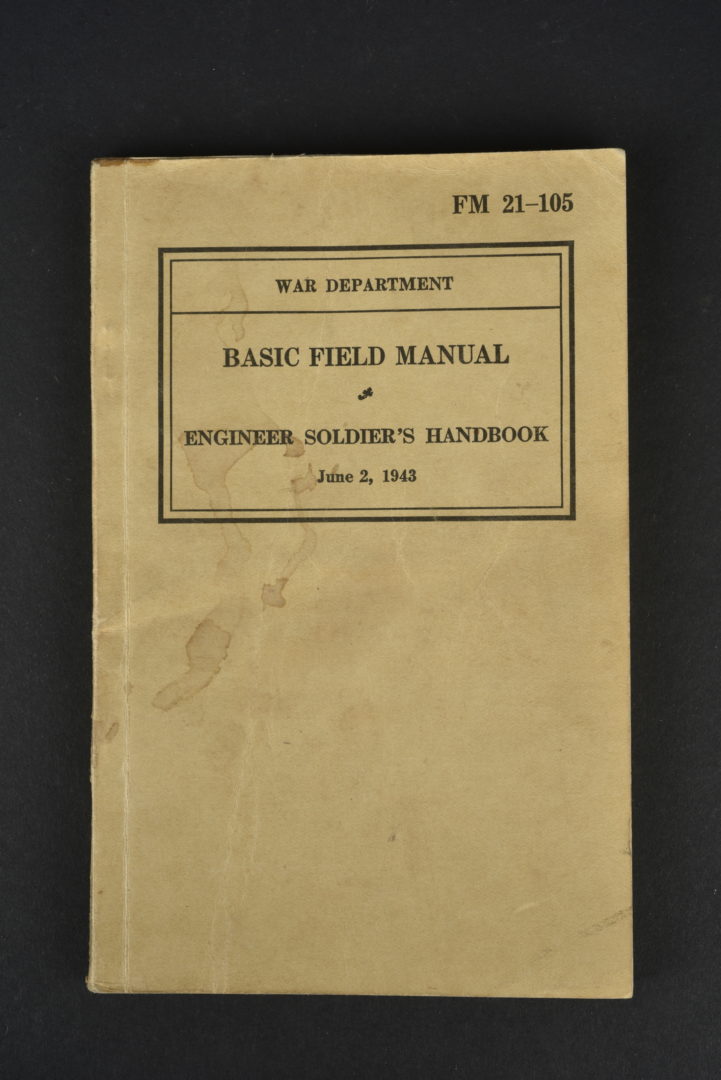 FM 21–105
WAR DEPARTMENT
BASIC FIELD MANUAL
ENGINEER SOLDIER'S HANDBOOK
June 2, 1943